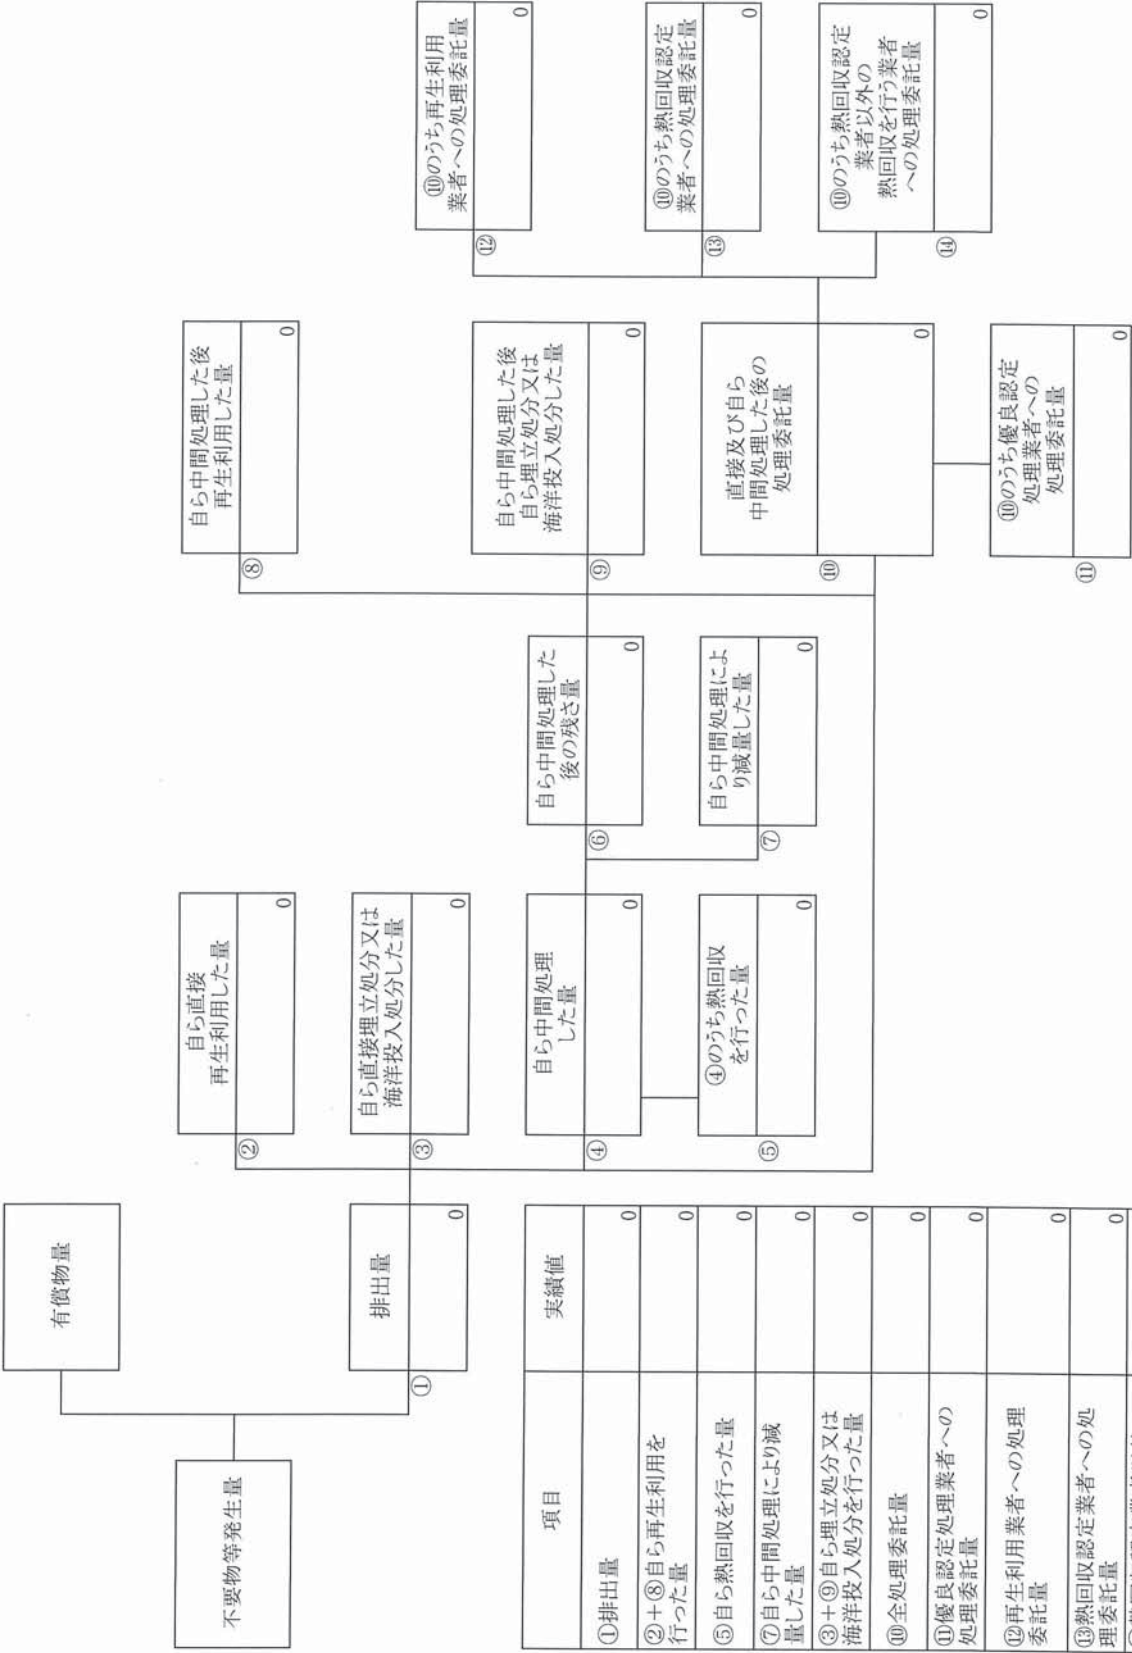 有償物量
不要物等発生量
①
排出量
0
②
自ら直接
再生利用した量
0
③
自ら直接埋立処分又は
海洋投入処分した量
0
④
自ら中間処理
した量
0
⑤
④のうち熱回収
を行った量
0
⑥
自ら中間処理した
後の残さ量
0
⑦
自ら中間処理によ
り減量した量
0
⑧
自ら中間処理した後
再生利用した量
0
⑨
自ら中間処理した後
自ら埋立処分又は
海洋投入処分した量
0
⑩
直接及び自ら
中間処理した後の
処理委託量
0
⑪
⑩のうち優良認定
処理業者への
処理委託量
0
⑫
⑩のうち再生利用
業者への処理委託量
0
⑬
⑩のうち熱回収認定
業者への処理委託量
0
⑭
⑩のうち熱回収認定
業者以外の
熱回収を行う業者
への処理委託量
0
項目
実績値
①排出量
0
②+⑧自ら再生利用を
行った量
0
⑤自ら熱回収を行った量
0
⑦自ら中間処理により減
量した量
0
③+⑨自ら埋立処分又は
海洋投入処分を行った量
0
⑩全処理委託量
0
⑪優良認定処理業者への
処理委託量
0
⑫再生利用業者への処理
委託量
0
⑬熱回収認定業者への処
理委託量
0